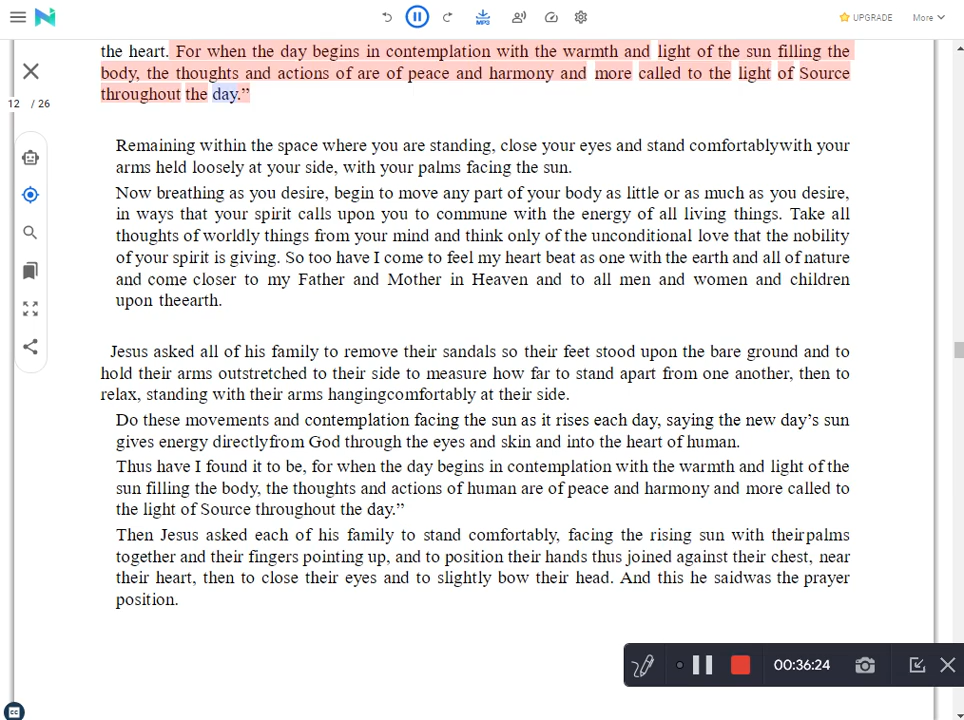 UPGRADE
More
MP3
12 / 26
the heart. For when the day begins in contemplation with the warmth and light of the sun filling the
body, the thoughts and actions of are of peace and harmony and more called to the light of Source
throughout the day.”
Remaining within the space where you are standing, close your eyes and stand comfortablywith your
arms held loosely at your side, with your palms facing the sun.
Now breathing as you desire, begin to move any part of your body as little or as much as you desire,
in ways that your spirit calls upon you to commune with the energy of all living things. Take all
thoughts of worldly things from your mind and think only of the unconditional love that the nobility
of your spirit is giving. So too have I come to feel my heart beat as one with the earth and all of nature
and come closer to my Father and Mother in Heaven and to all men and women and children
upon theearth.
Jesus asked all of his family to remove their sandals so their feet stood upon the bare ground and to
hold their arms outstretched to their side to measure how far to stand apart from one another, then to
relax, standing with their arms hangingcomfortably at their side.
Do these movements and contemplation facing the sun as it rises each day, saying the new day’s sun
gives energy directlyfrom God through the eyes and skin and into the heart of human.
Thus have I found it to be, for when the day begins in contemplation with the warmth and light of the
sun filling the body, the thoughts and actions of human are of peace and harmony and more called to
the light of Source throughout the day.”
Then Jesus asked each of his family to stand comfortably, facing the rising sun with theirpalms
together and their fingers pointing up, and to position their hands thus joined against their chest, near
their heart, then to close their eyes and to slightly bow their head. And this he saidwas the prayer
position.
00:36:24
CC